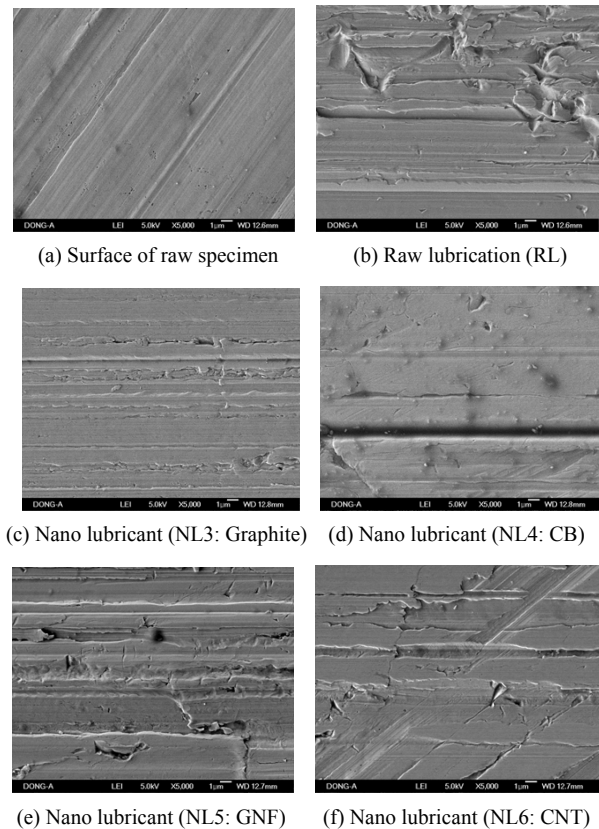 DONG-A LEI 5.0kV X5,000 1µm WD 12.6mm
DONG-A LEI 5.0kV X5,000 1µm WD 12.6mm
(a) Surface of raw specimen
(b) Raw lubrication (RL)
DONG-A LEI 5.0kV X5,000 1µm WD 12.8mm
DONG-A LEI 5.0kV X5,000 1µm WD 12.8mm
(c) Nano lubricant (NL3: Graphite)
(d) Nano lubricant (NL4: CB)
DONG-A LEI 5.0kV X5,000 1µm WD 12.7mm
DONG-A LEI 5.0kV X5,000 1µm WD 12.7mm
(e) Nano lubricant (NL5: GNF)
(f) Nano lubricant (NL6: CNT)